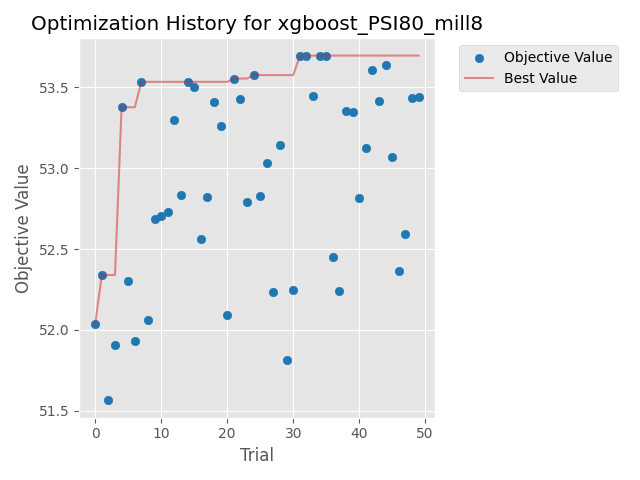 Optimization History for xgboost_PSI80_mill8
Objective Value
Best Value
Objective Value
53.5
53.0
52.5
52.0
51.5
0
10
20
30
40
50
Trial